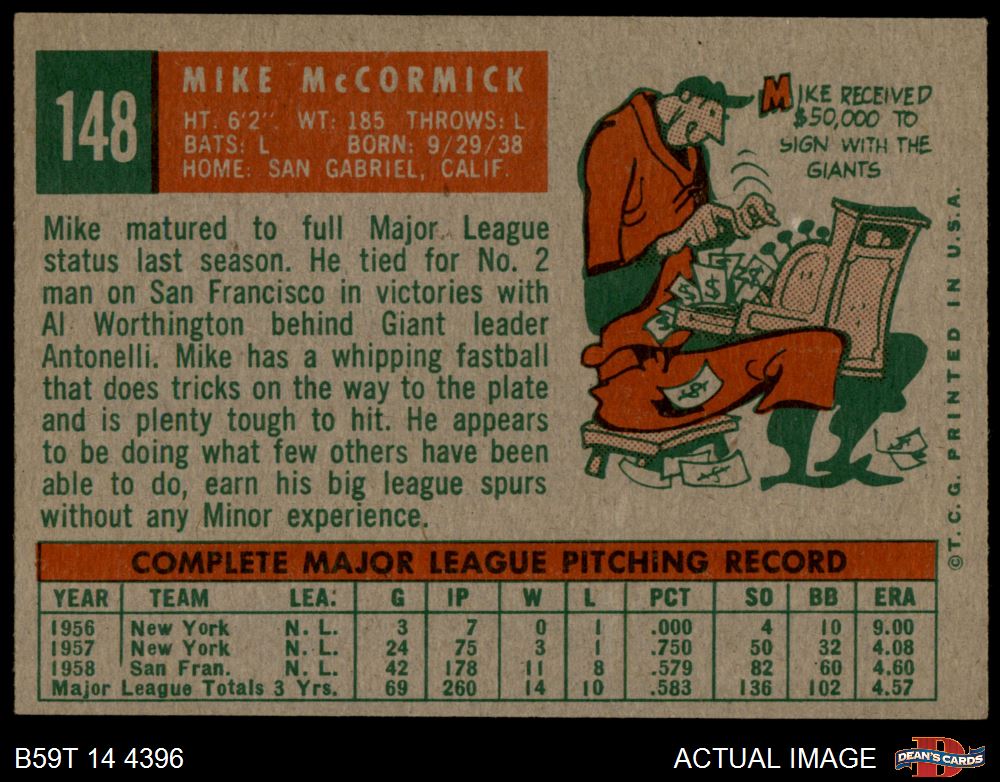 148
MIKE McCORMICK
HT. 6'2". WT: 185 THROWS: L
BATS: L BORN: 9/29/38
HOME: SAN GABRIEL, CALIF.
MIKE RECEIVED
$50,000 TO
SIGN WITH THE
GIANTS
Mike matured to full Major League
status last season. He tied for No. 2
man on San Francisco in victories with
Al Worthington behind Giant leader
Antonelli. Mike has a whipping fastball
that does tricks on the way to the plate
and is plenty tough to hit. He appears
to be doing what few others have been
able to do, earn his big league spurs
without any Minor experience.
©T. C. G. PRINTED IN U.S.A.
COMPLETE MAJOR LEAGUE PITCHING RECORD
YEAR TEAM LEA: G IP W L PCT SO BB ERA
1956 New York N. L. 3 7 0 1 .000 4 10 9.00
1957 New York N. L. 24 75 3 1 .750 50 32 4.08
1958 San Fran. N. L. 42 178 11 8 .579 82 60 4.60
Major League Totals 3 Yrs. 69 260 14 10 .583 136 102 4.57
B59T 14 4396
ACTUAL IMAGE
D
DEAN'S CARDS